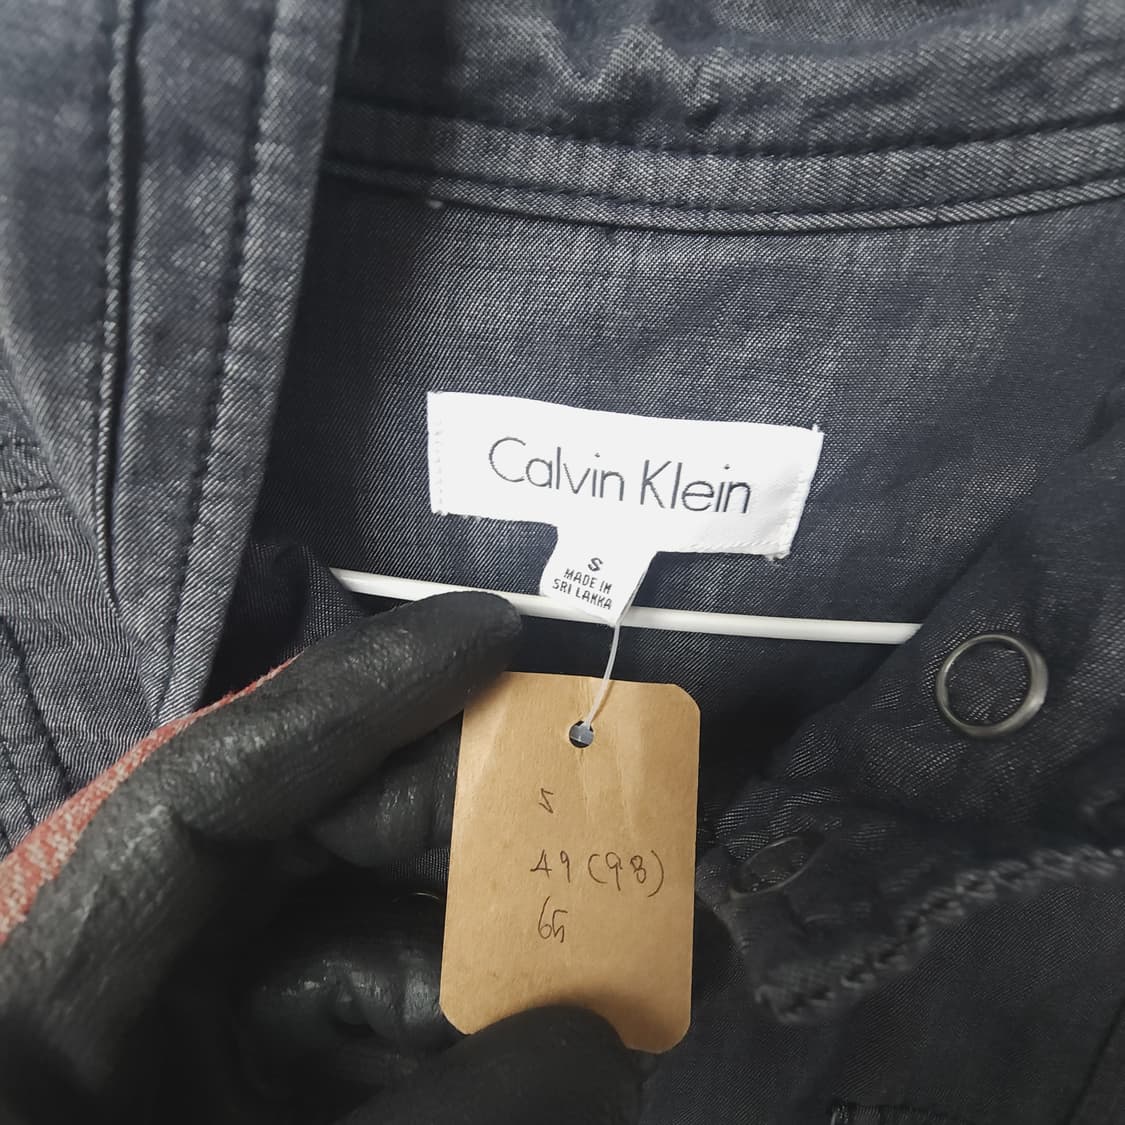 Calvin Klein
S
MADE IN
SRI LANKA
S
49 (98)
65